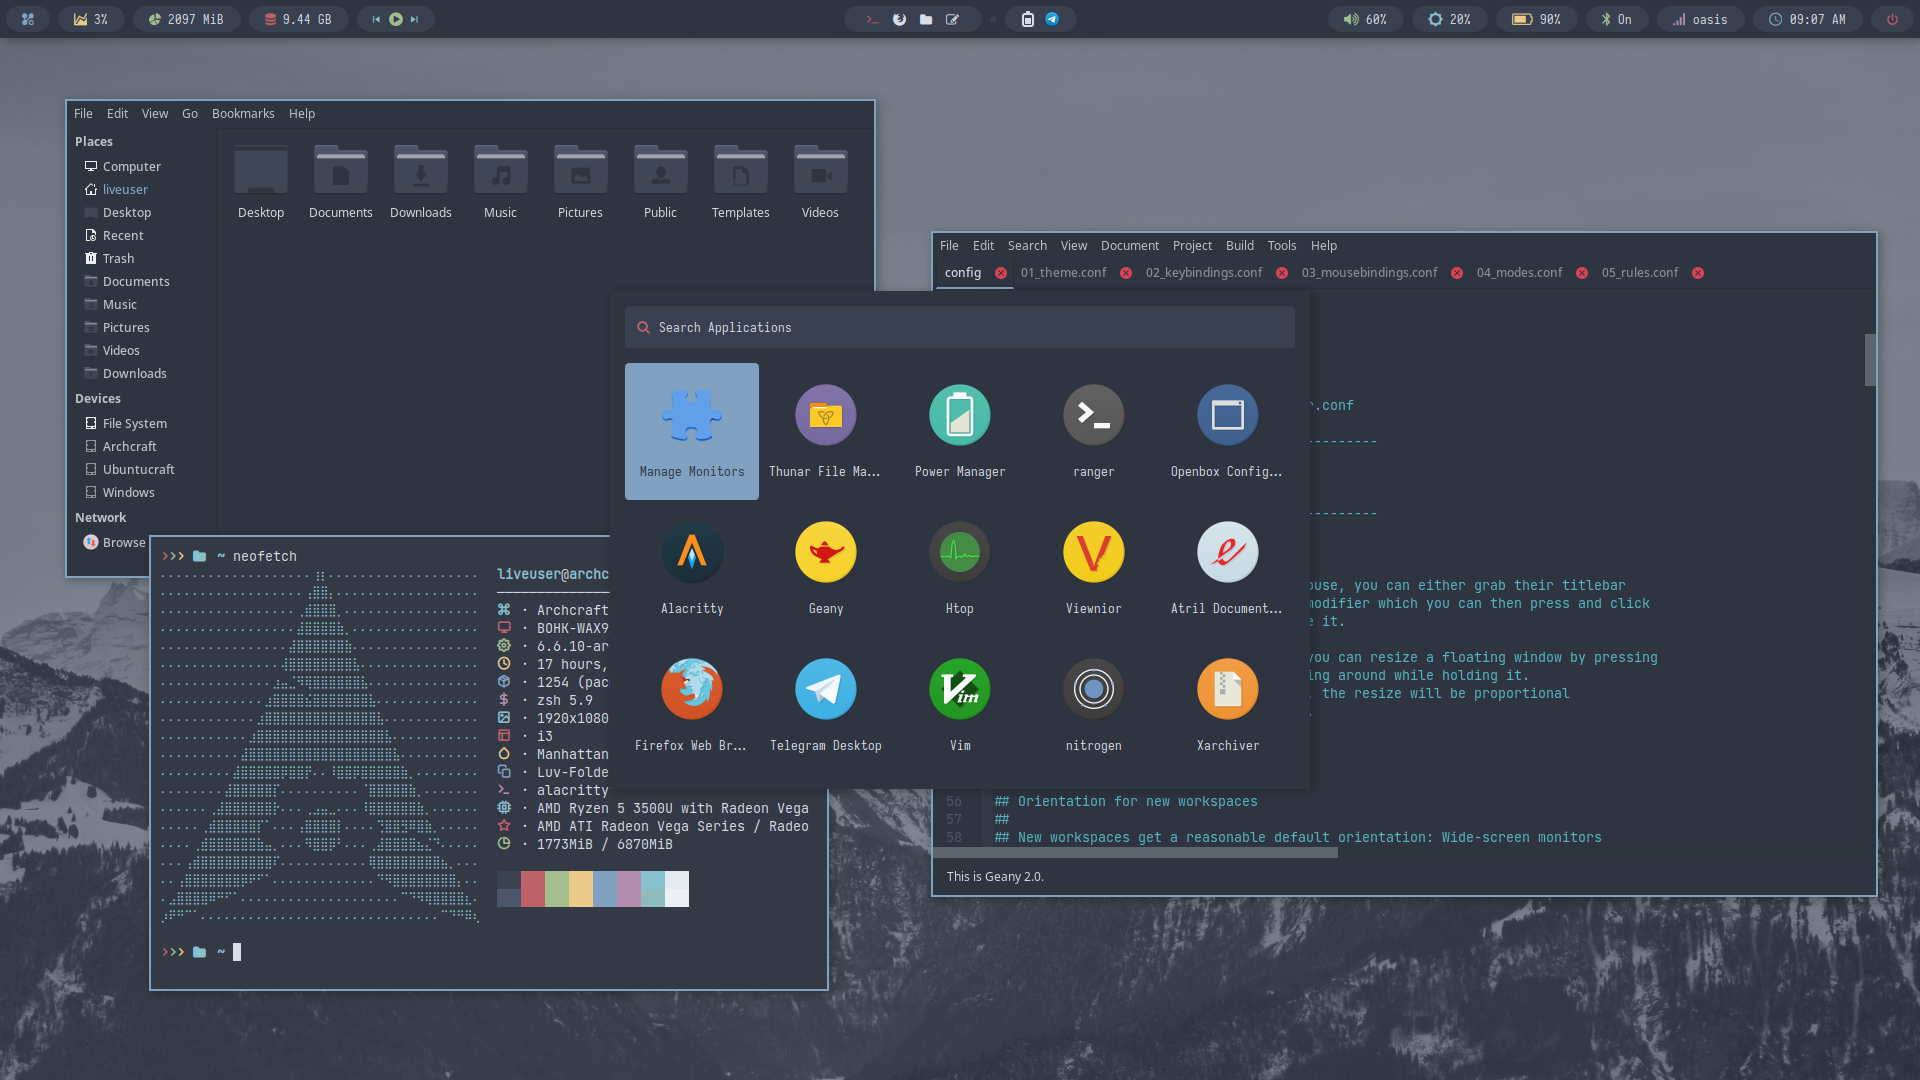 3%
2097 MiB
9.44 GB
60%
20%
90%
On
oasis
09:07 AM
File Edit View Go Bookmarks Help
Places
Computer
liveuser
Desktop
Recent
Trash
Documents
Music
Pictures
Videos
Downloads
Devices
File System
Archcraft
Ubuntucraft
Windows
Network
Browse
Desktop Documents Downloads Music Pictures Public Templates Videos
>>> ~ neofetch
liveuser@archc
· Archcraft
· BOHK-WAX9
· 6.6.10-ar
· 17 hours,
· 1254 (pac
· zsh 5.9
· 1920x1080
· i3
· Manhattan
· Luv-Folde
· alacritty
· AMD Ryzen 5 3500U with Radeon Vega
· AMD ATI Radeon Vega Series / Radeo
· 1773MiB / 6870MiB
>>> ~
Search Applications
Manage Monitors Thunar File Ma... Power Manager ranger Openbox Config...
Alacritty Geany Htop Viewnior Atril Document...
Firefox Web Br... Telegram Desktop Vim nitrogen Xarchiver
File Edit Search View Document Project Build Tools Help
config 01_theme.conf 02_keybindings.conf 03_mousebindings.conf 04_modes.conf 05_rules.conf
r.conf
---------
---------
ouse, you can either grab their titlebar
modifier which you can then press and click
e it.
you can resize a floating window by pressing
ing around while holding it.
, the resize will be proportional
.
56 ## Orientation for new workspaces
57 ##
58 ## New workspaces get a reasonable default orientation: Wide-screen monitors
This is Geany 2.0.